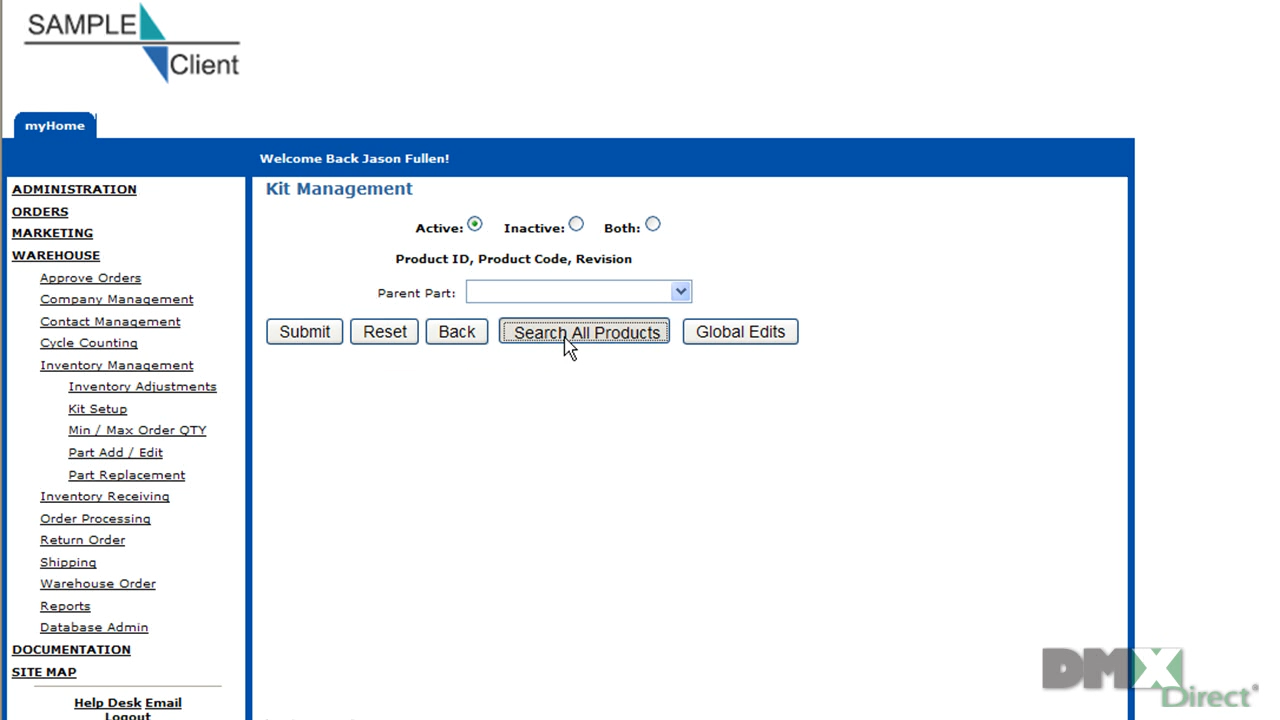 SAMPLE
Client
myHome
Welcome Back Jason Fullen!
ADMINISTRATION
ORDERS
MARKETING
WAREHOUSE
Approve Orders
Company Management
Contact Management
Cycle Counting
Inventory Management
Inventory Adjustments
Kit Setup
Min / Max Order QTY
Part Add / Edit
Part Replacement
Inventory Receiving
Order Processing
Return Order
Shipping
Warehouse Order
Reports
Database Admin
DOCUMENTATION
SITE MAP
Help Desk Email
Logout
Kit Management
Active: Inactive: Both:
Product ID, Product Code, Revision
Parent Part:
Submit Reset Back Search All Products Global Edits
DMX
Direct®